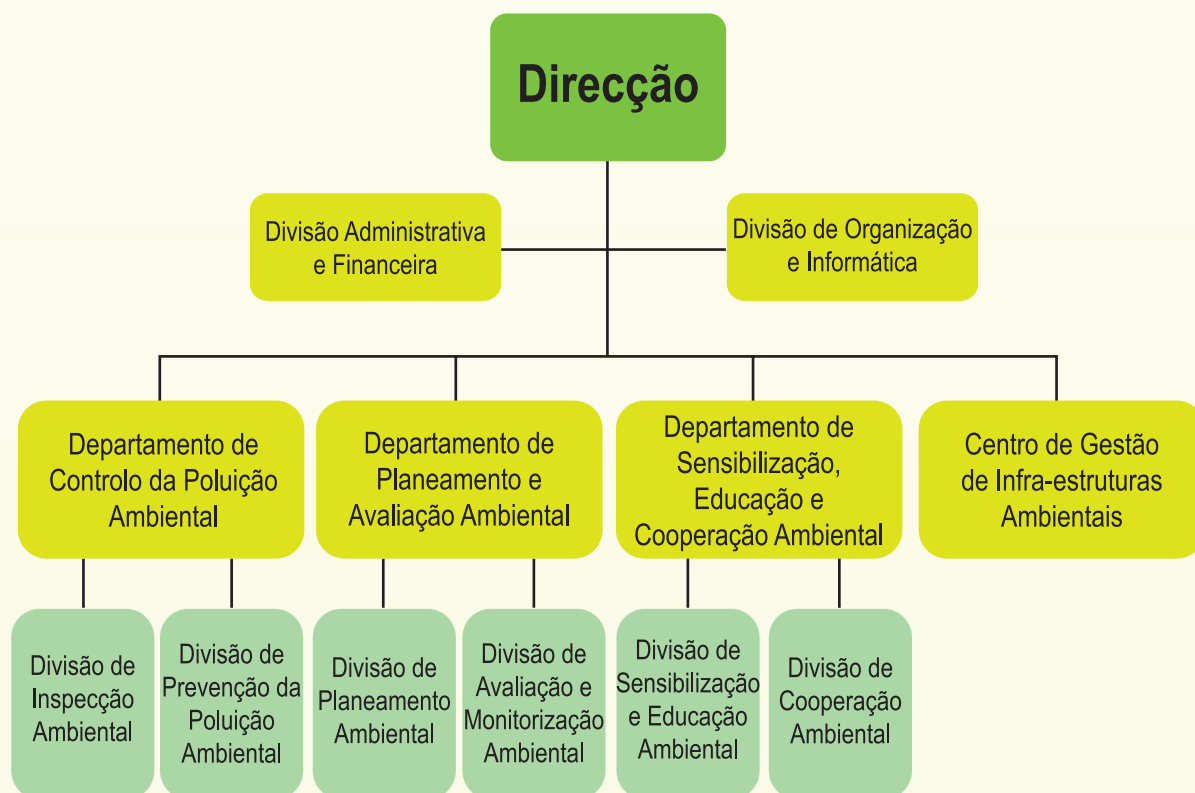 Direcção
Divisão Administrativa
e Financeira
Divisão de Organização
e Informática
Departamento de
Controlo da Poluição
Ambiental
Departamento de
Planeamento e
Avaliação Ambiental
Departamento de
Sensibilização,
Educação e
Cooperação Ambiental
Centro de Gestão
de Infra-estruturas
Ambientais
Divisão de
Inspecção
Ambiental
Divisão de
Prevenção da
Poluição
Ambiental
Divisão de
Planeamento
Ambiental
Divisão de
Avaliação e
Monitorização
Ambiental
Divisão de
Sensibilização
e Educação
Ambiental
Divisão de
Cooperação
Ambiental